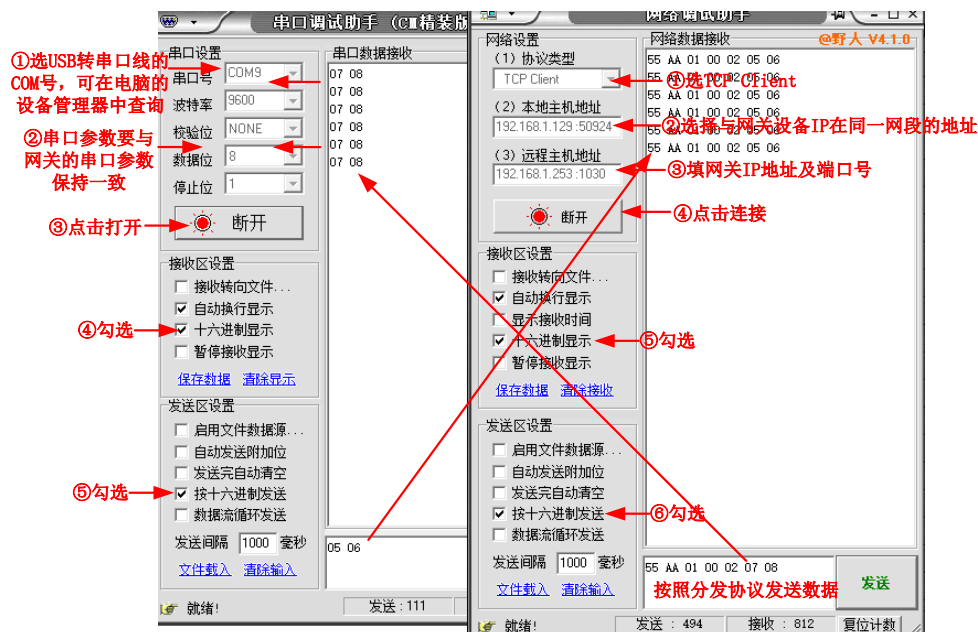 串口调试助手 (CM精装版
串口设置
串口号
COM9
波特率
9600
校验位
NONE
数据位
8
停止位
1
断开
接收区设置
接收转向文件...
自动换行显示
十六进制显示
暂停接收显示
保存数据 清除显示
发送区设置
启用文件数据源...
自动发送附加位
发送完自动清空
按十六进制发送
数据流循环发送
发送间隔 1000 毫秒
文件载入 清除输入
就绪!
发送:111
串口数据接收
07 08
07 08
07 08
07 08
07 08
07 08
05 06
①选USB转串口线的
COM号,可在电脑的
设备管理器中查询
②串口参数要与
网关的串口参数
保持一致
③点击打开
④勾选
⑤勾选
网络调试助手
网络设置
(1) 协议类型
TCP Client
(2) 本地主机地址
192.168.1.129 :50924
(3) 远程主机地址
192.168.1.253 :1030
断开
接收区设置
接收转向文件...
自动换行显示
显示接收时间
十六进制显示
暂停接收显示
保存数据 清除接收
发送区设置
启用文件数据源...
自动发送附加位
发送完自动清空
按十六进制发送
数据流循环发送
发送间隔 1000 毫秒
文件载入 清除输入
就绪!
发送 : 494
接收 : 812
复位计数
网络数据接收
@野人 V4.1.0
55 AA 01 00 02 05 06
55 AA 01 00 02 05 06
55 AA 01 00 02 05 06
55 AA 01 00 02 05 06
55 AA 01 00 02 05 06
55 AA 01 00 02 05 06
55 AA 01 00 02 07 08
发送
①选TCP Client
②选择与网关设备IP在同一网段的地址
③填网关IP地址及端口号
④点击连接
⑤勾选
⑥勾选
按照分发协议发送数据